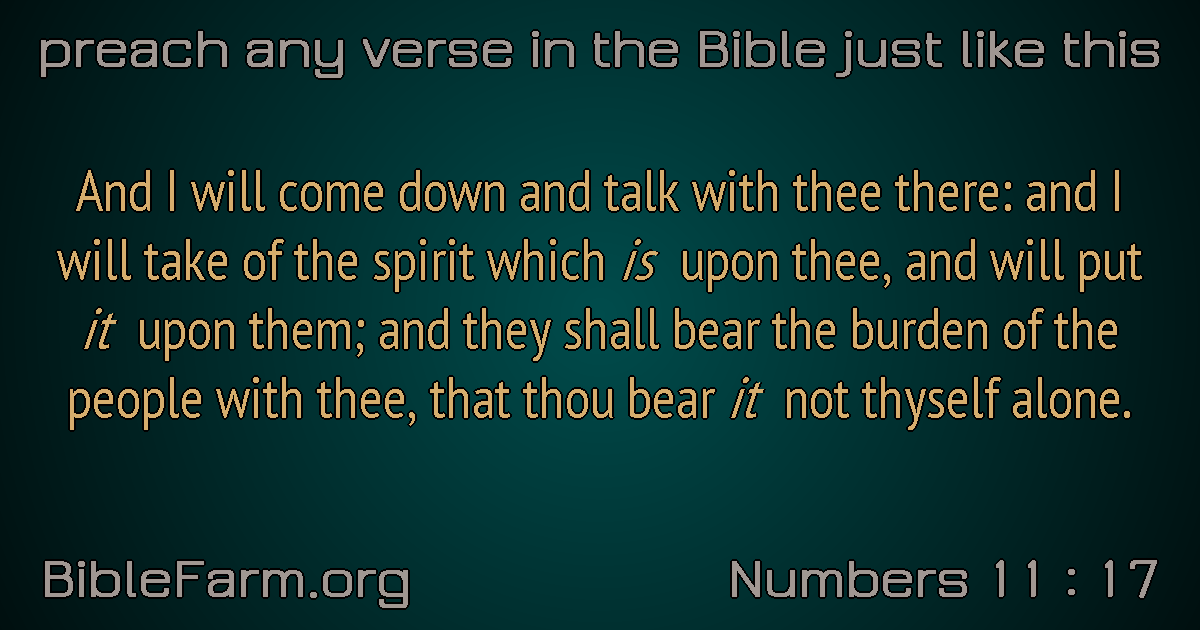 preach any verse in the Bible just like this
And I will come down and talk with thee there: and I
will take of the spirit which is upon thee, and will put
it upon them; and they shall bear the burden of the
people with thee, that thou bear it not thyself alone.
BibleFarm.org
Numbers 11 : 17